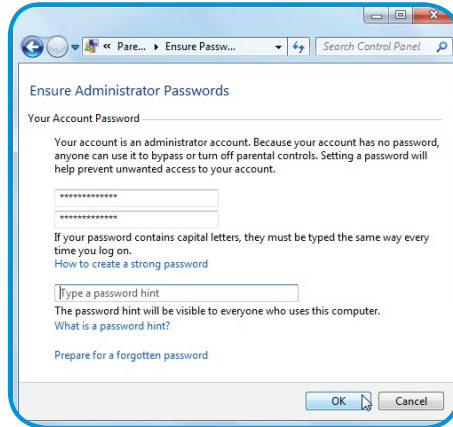 « Pare... ▸ Ensure Passw...
Search Control Panel
Ensure Administrator Passwords
Your Account Password
Your account is an administrator account. Because your account has no password,
anyone can use it to bypass or turn off parental controls. Setting a password will
help prevent unwanted access to your account.
*************
*************
If your password contains capital letters, they must be typed the same way every
time you log on.
How to create a strong password
Type a password hint
The password hint will be visible to everyone who uses this computer.
What is a password hint?
Prepare for a forgotten password
OK
Cancel